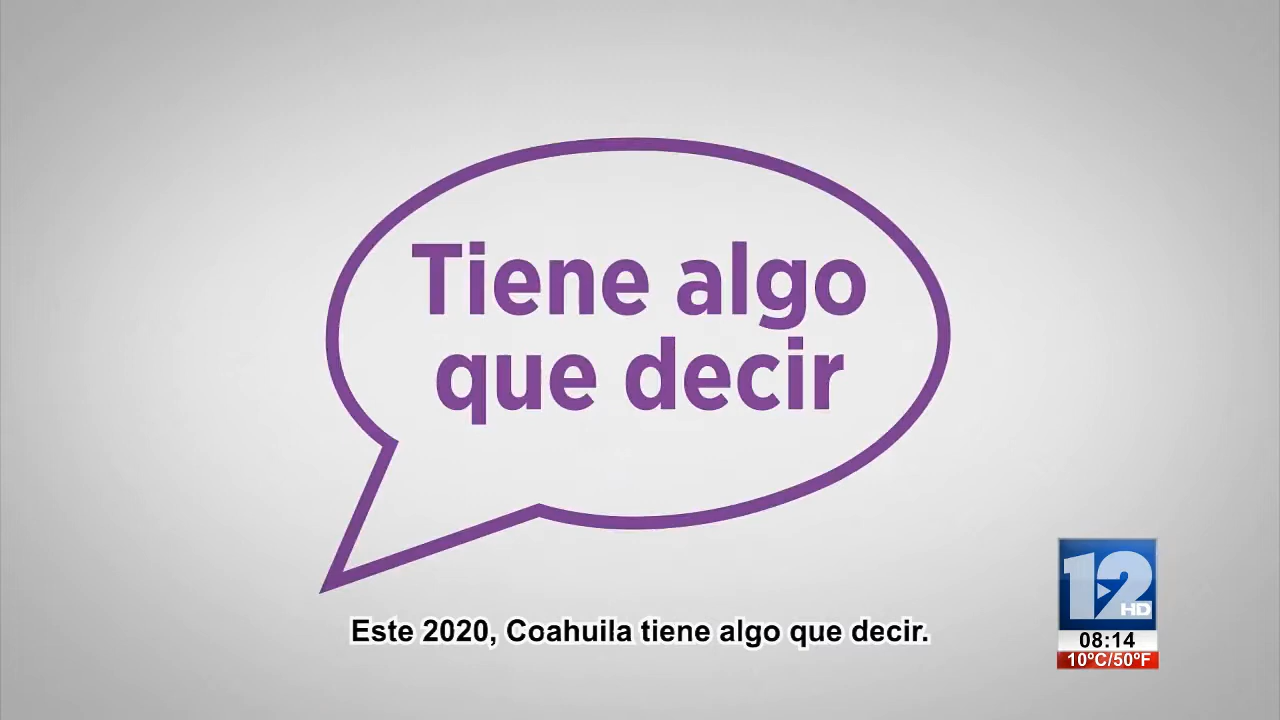 Tiene algo
que decir
Este 2020, Coahuila tiene algo que decir.
12
HD
08:14
10°C/50°F